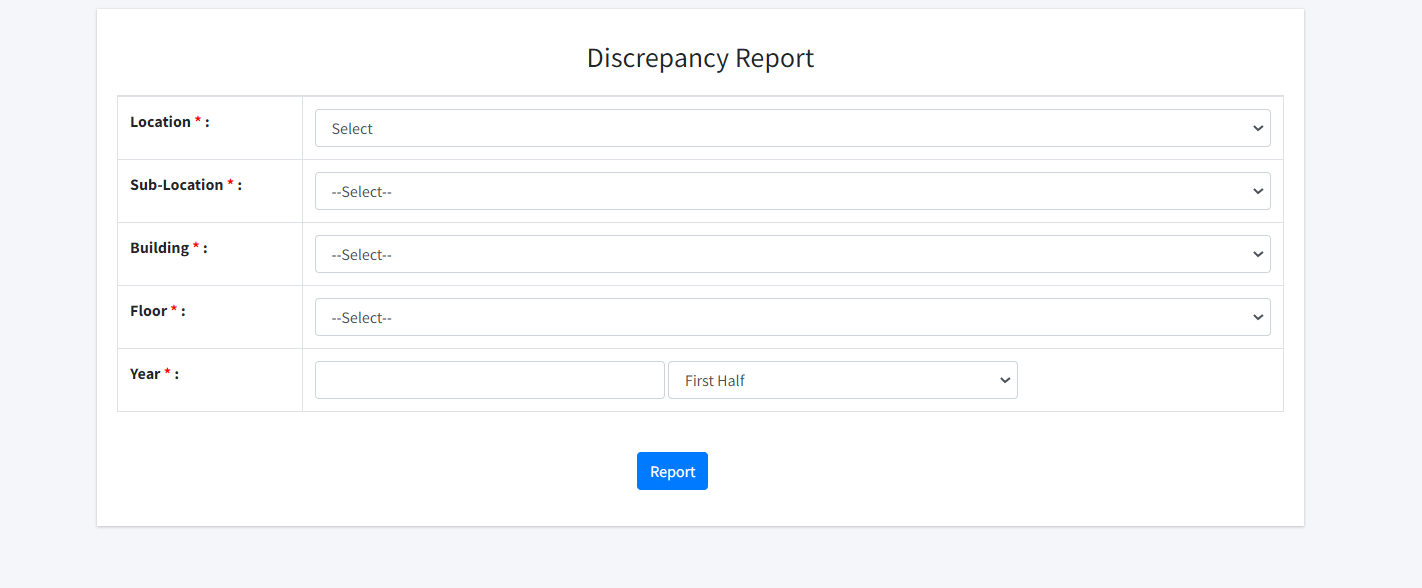 Discrepancy Report
Location * : Select
Sub-Location * : --Select--
Building * : --Select--
Floor * : --Select--
Year * : First Half
Report